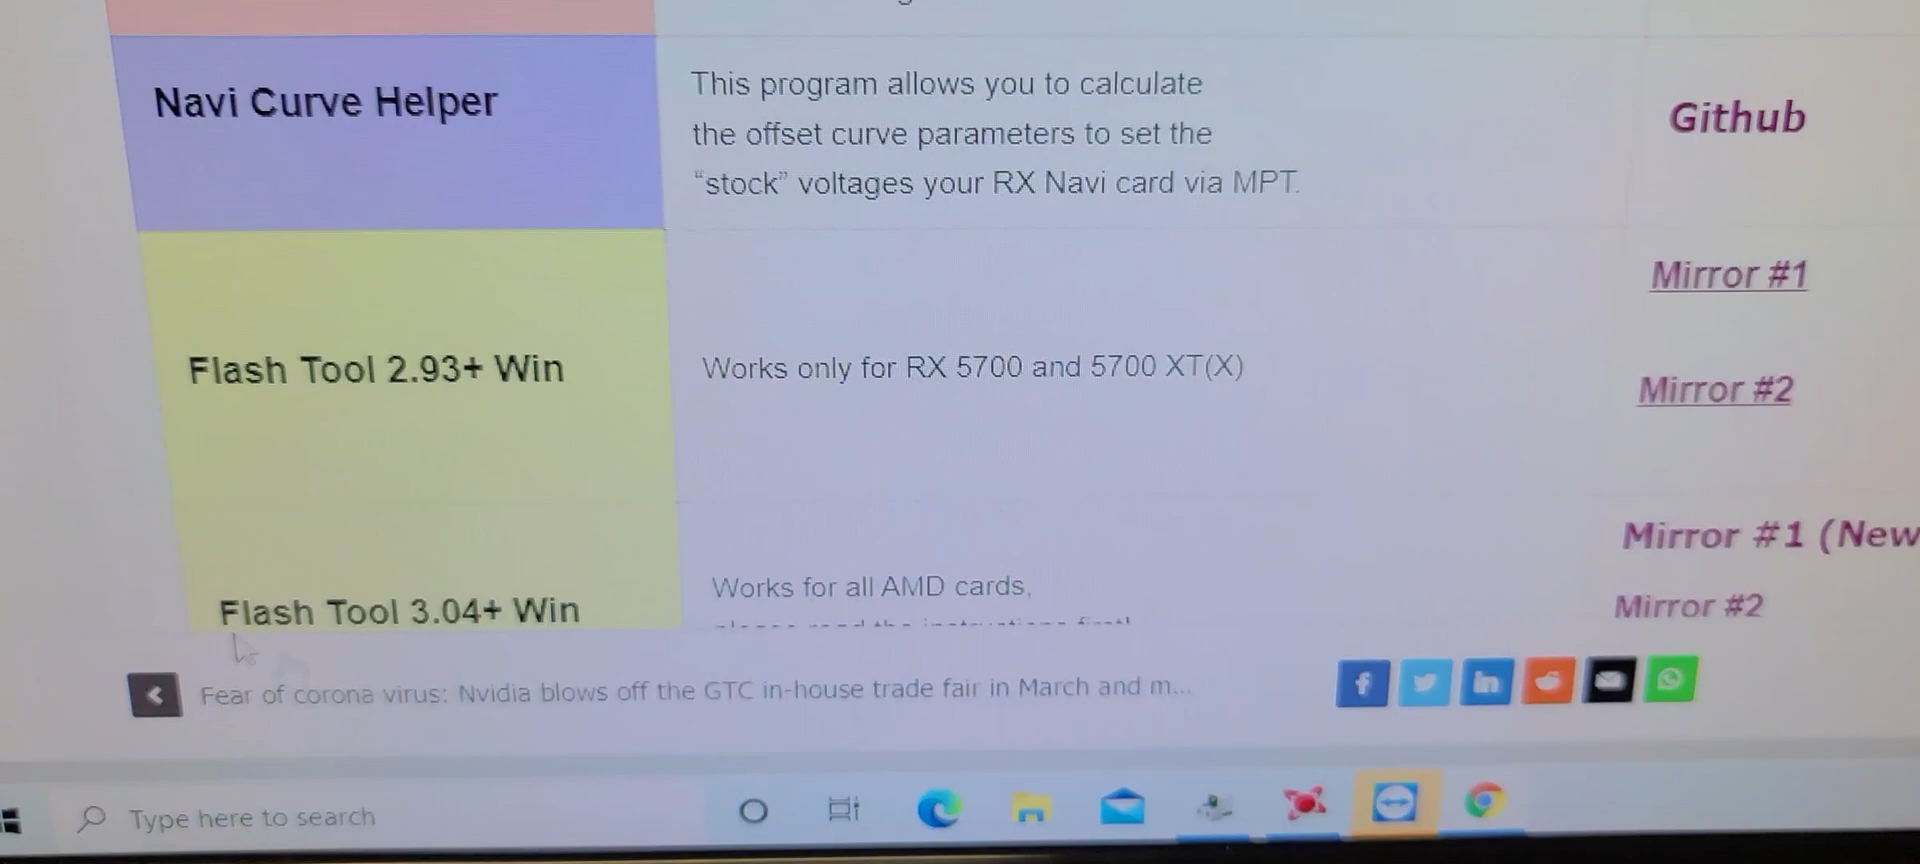 Navi Curve Helper
This program allows you to calculate
the offset curve parameters to set the
“stock” voltages your RX Navi card via MPT.
Github
Flash Tool 2.93+ Win
Works only for RX 5700 and 5700 XT(X)
Mirror #1
Mirror #2
Flash Tool 3.04+ Win
Works for all AMD cards,
Mirror #1 (New
Mirror #2
Fear of corona virus: Nvidia blows off the GTC in-house trade fair in March and m...
Type here to search